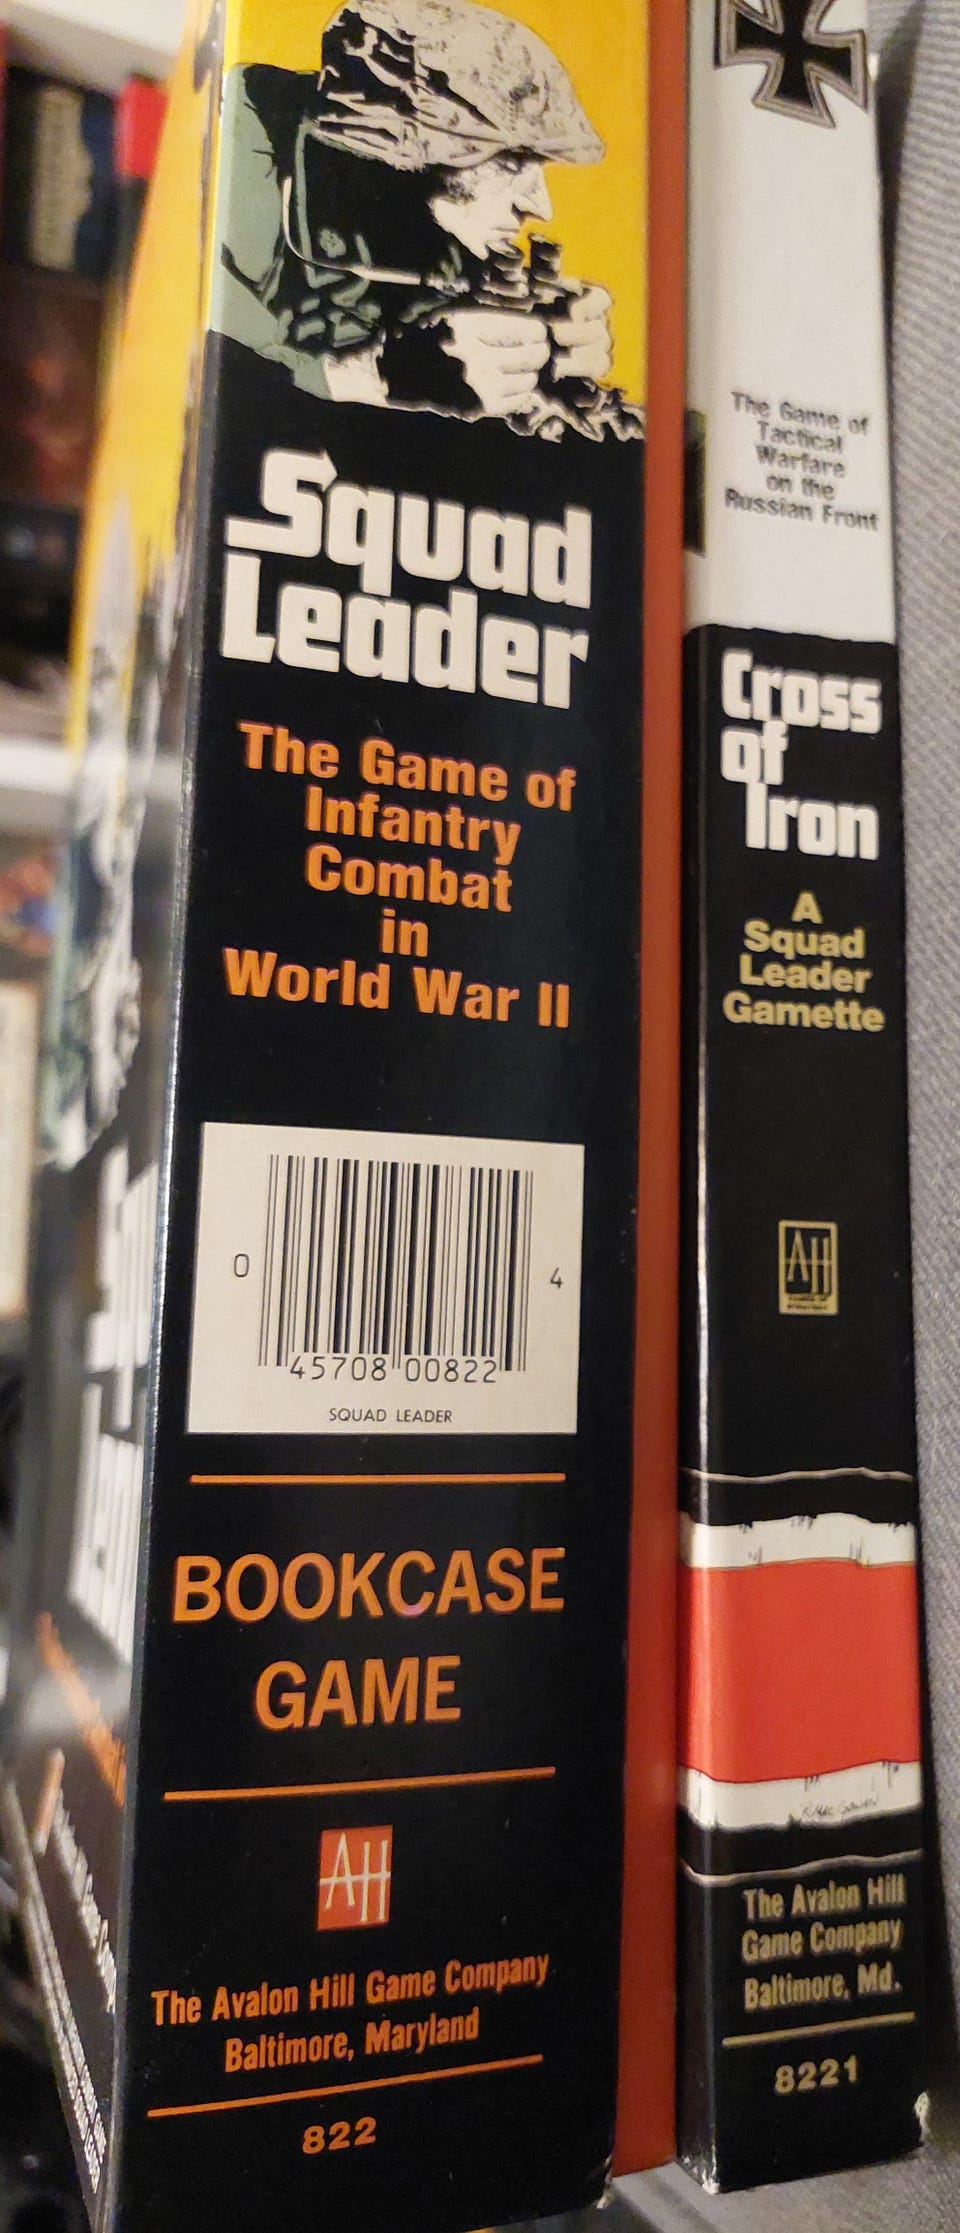 Squad
Leader
The Game of
Infantry
Combat
in
World War II
0
4
45708 00822
SQUAD LEADER
BOOKCASE
GAME
AH
The Avalon Hill Game Company
Baltimore, Maryland
822
The Game of
Tactical
Warfare
on the
Russian Front
Cross
of
Iron
A
Squad
Leader
Gamette
AH
The Avalon Hill
Game Company
Baltimore, Md.
8221